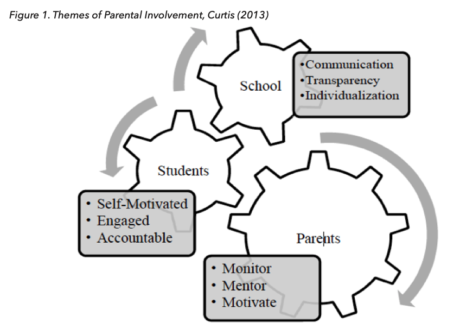 Figure 1. Themes of Parental Involvement, Curtis (2013)
School
•Communication
•Transparency
•Individualization
Students
• Self-Motivated
• Engaged
• Accountable
Parents
• Monitor
• Mentor
• Motivate